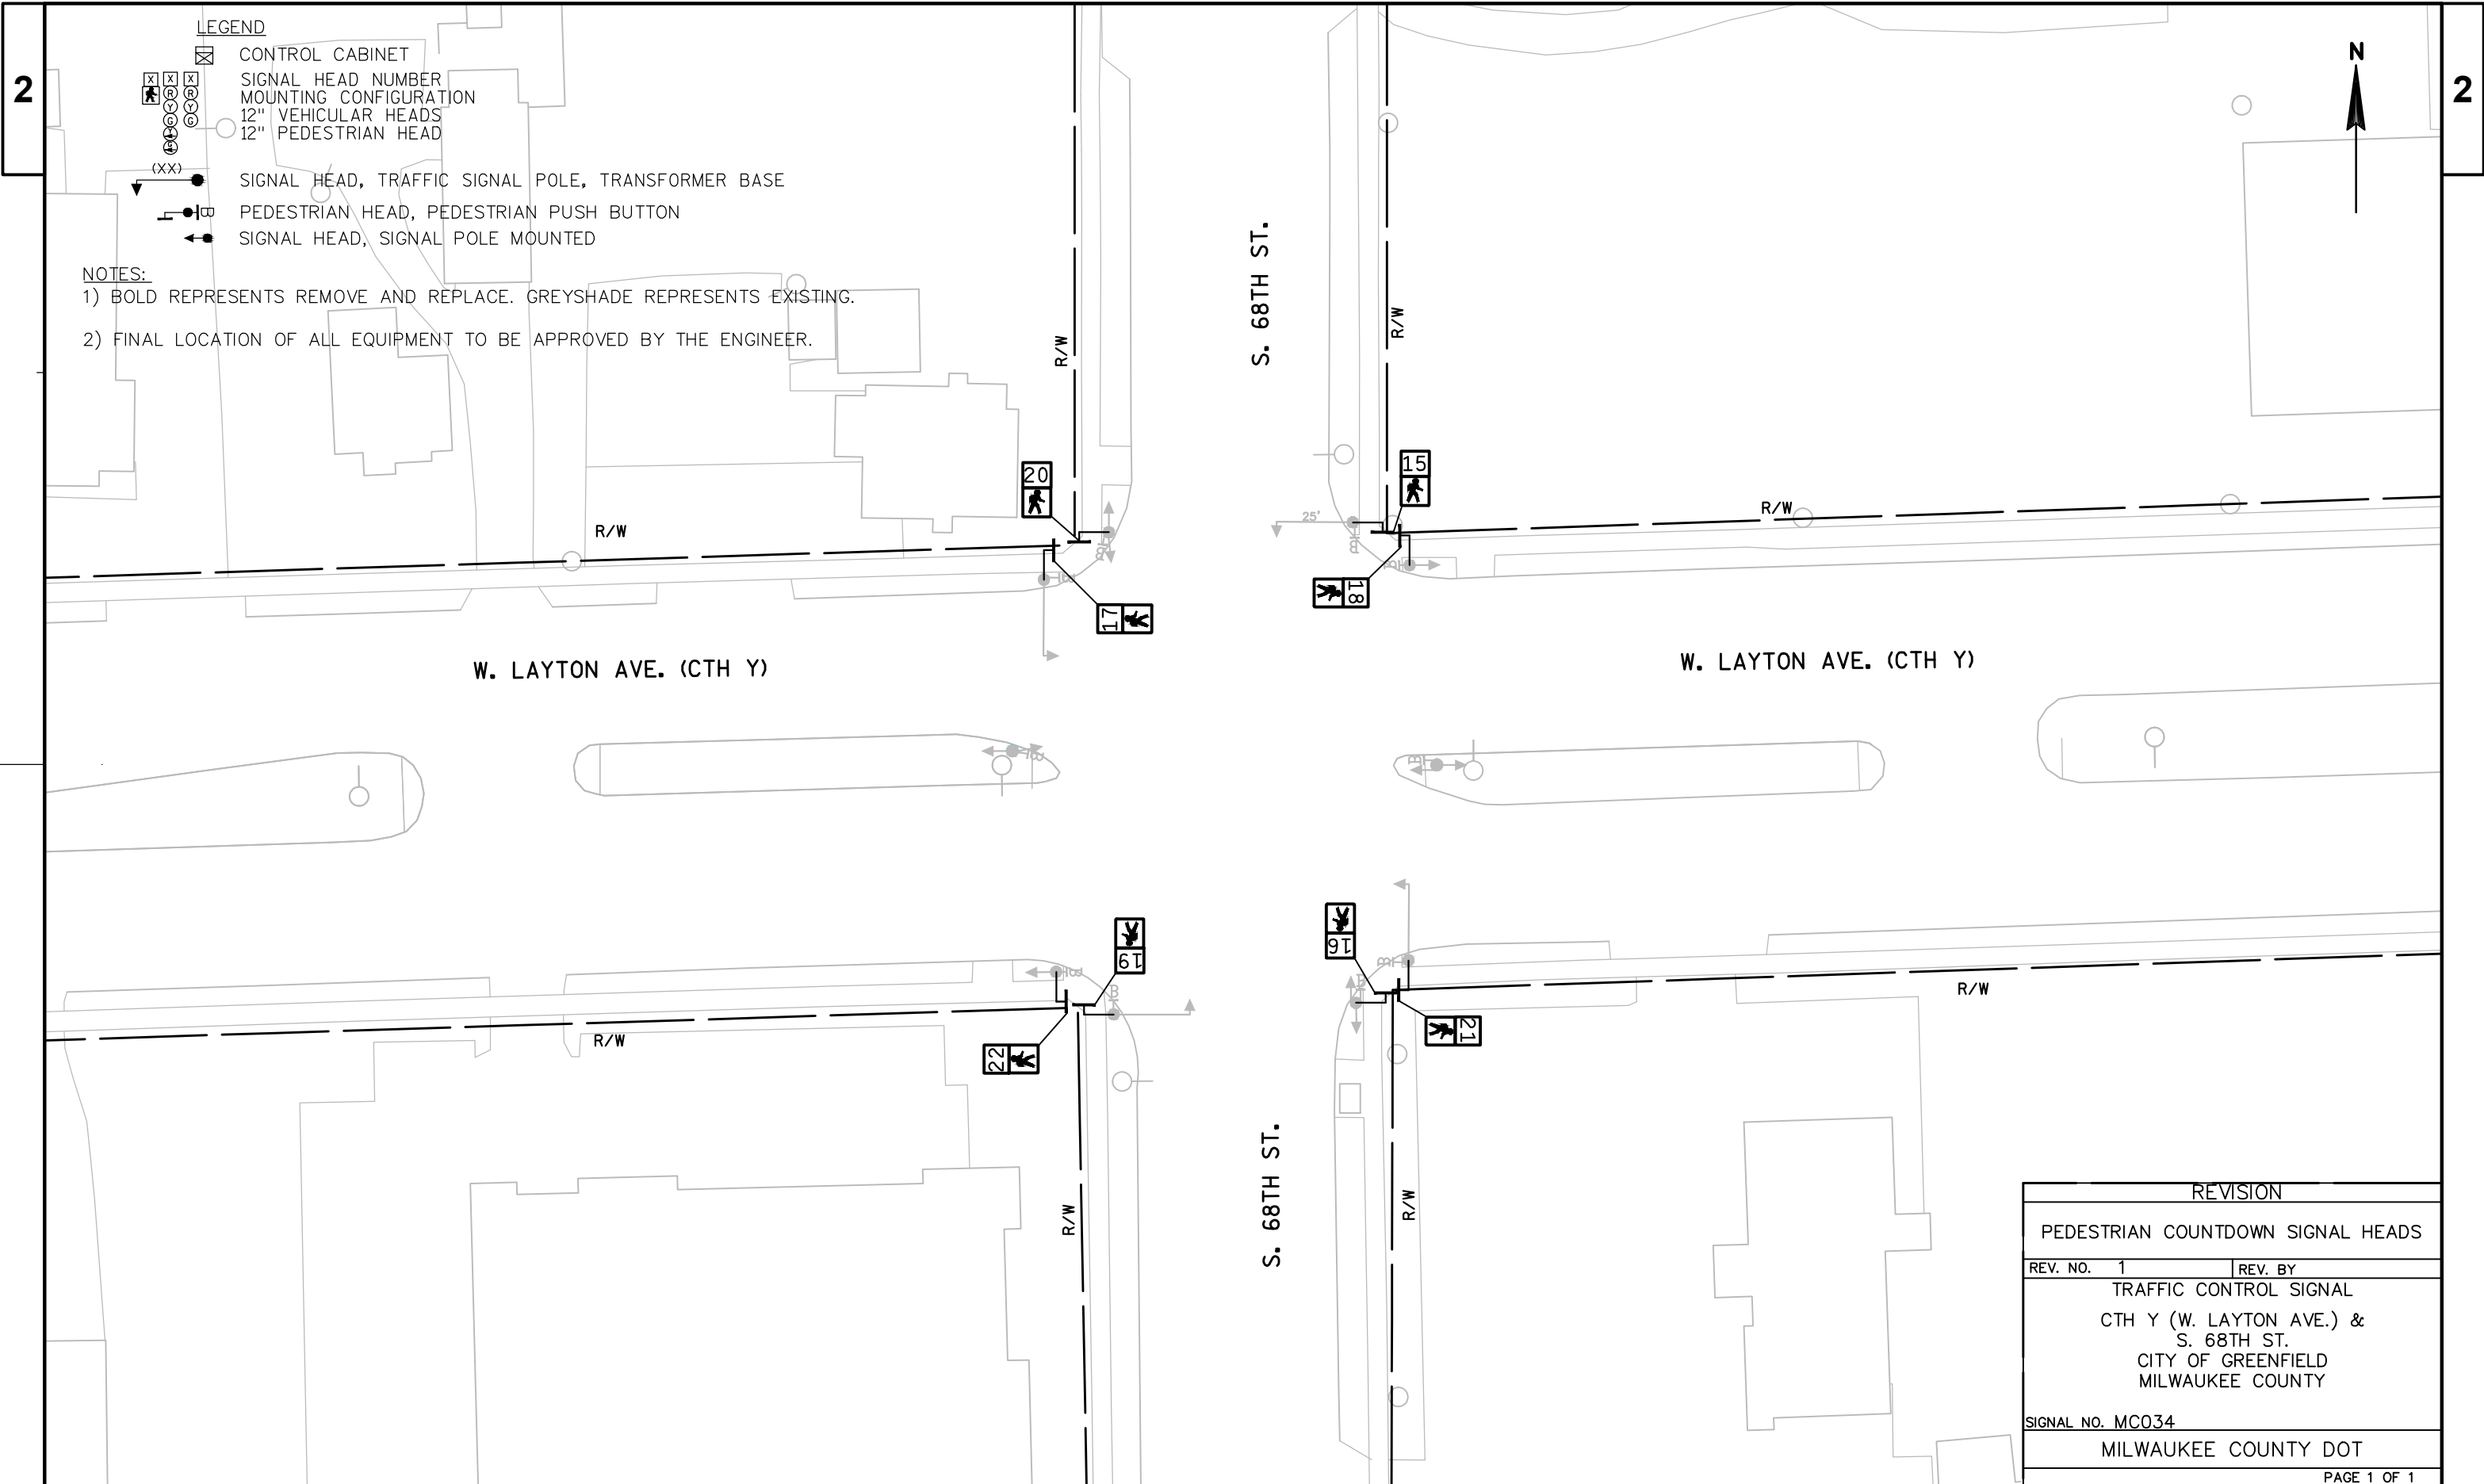 2
2
LEGEND
CONTROL CABINET
X X X
R R
Y Y
G G
Y
G
SIGNAL HEAD NUMBER
MOUNTING CONFIGURATION
12" VEHICULAR HEADS
12" PEDESTRIAN HEAD
(XX)
SIGNAL HEAD, TRAFFIC SIGNAL POLE, TRANSFORMER BASE
B
PEDESTRIAN HEAD, PEDESTRIAN PUSH BUTTON
SIGNAL HEAD, SIGNAL POLE MOUNTED
NOTES:
1) BOLD REPRESENTS REMOVE AND REPLACE. GREYSHADE REPRESENTS EXISTING.
2) FINAL LOCATION OF ALL EQUIPMENT TO BE APPROVED BY THE ENGINEER.
N
S. 68TH ST.
R/W
R/W
20
15
25'
R/W
R/W
B
B
B
B
17
18
W. LAYTON AVE. (CTH Y)
W. LAYTON AVE. (CTH Y)
B
B
19
16
B
B
B
B
R/W
R/W
22
21
S. 68TH ST.
R/W
R/W
REVISION
PEDESTRIAN COUNTDOWN SIGNAL HEADS
REV. NO. 1 REV. BY
TRAFFIC CONTROL SIGNAL
CTH Y (W. LAYTON AVE.) &
S. 68TH ST.
CITY OF GREENFIELD
MILWAUKEE COUNTY
SIGNAL NO. MC034
MILWAUKEE COUNTY DOT
PAGE 1 OF 1